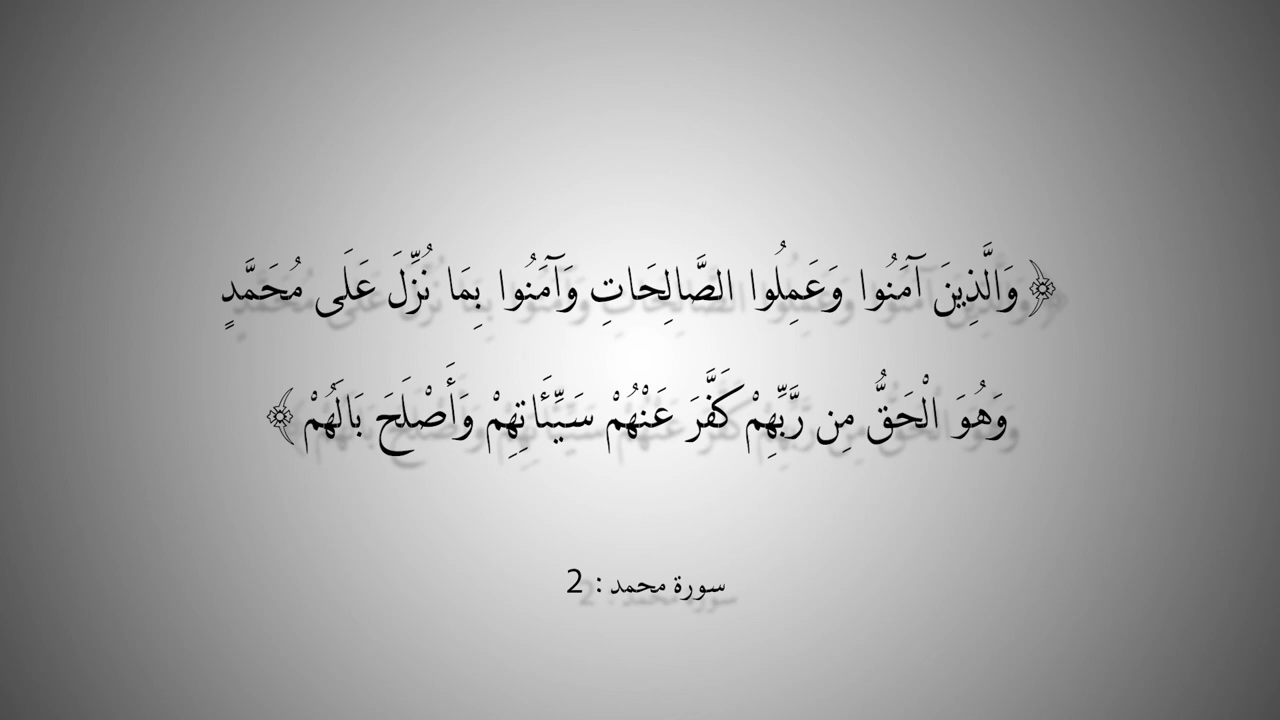 ﴿ وَالَّذِينَ آمَنُوا وَعَمِلُوا الصَّالِحَاتِ وَآمَنُوا بِمَا نُزِّلَ عَلَى مُحَمَّدٍ
وَهُوَ الْحَقُّ مِن رَّبِّهِمْ كَفَّرَ عَنْهُمْ سَيِّئَاتِهِمْ وَأَصْلَحَ بَالَهُمْ ﴾
سورة محمد : 2